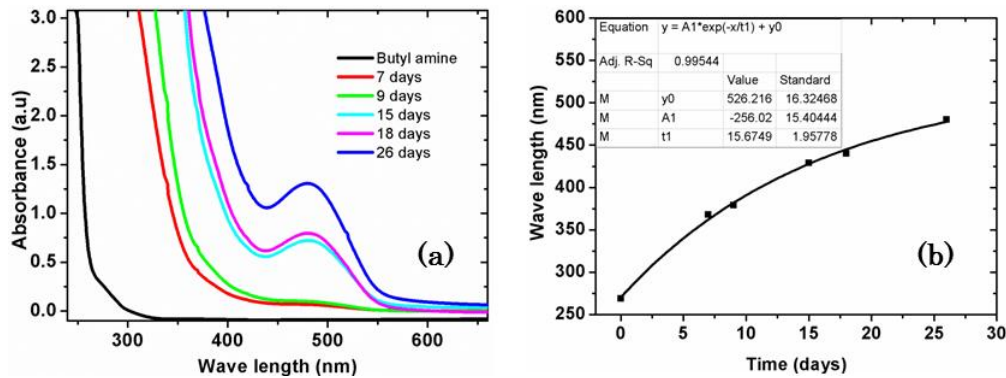 3.0
2.5
2.0
1.5
1.0
0.5
0.0
Absorbance (a.u)
Butyl amine
7 days
9 days
15 days
18 days
26 days
(a)
300
400
500
600
Wave length (nm)
600
550
500
450
400
350
300
250
Wave length (nm)
Equation y = A1*exp(-x/t1) + y0
Adj. R-Sq 0.99544
Value Standard
M y0 526.216 16.32468
M A1 -256.02 15.40444
M t1 15.6749 1.95778
(b)
0
5
10
15
20
25
30
Time (days)